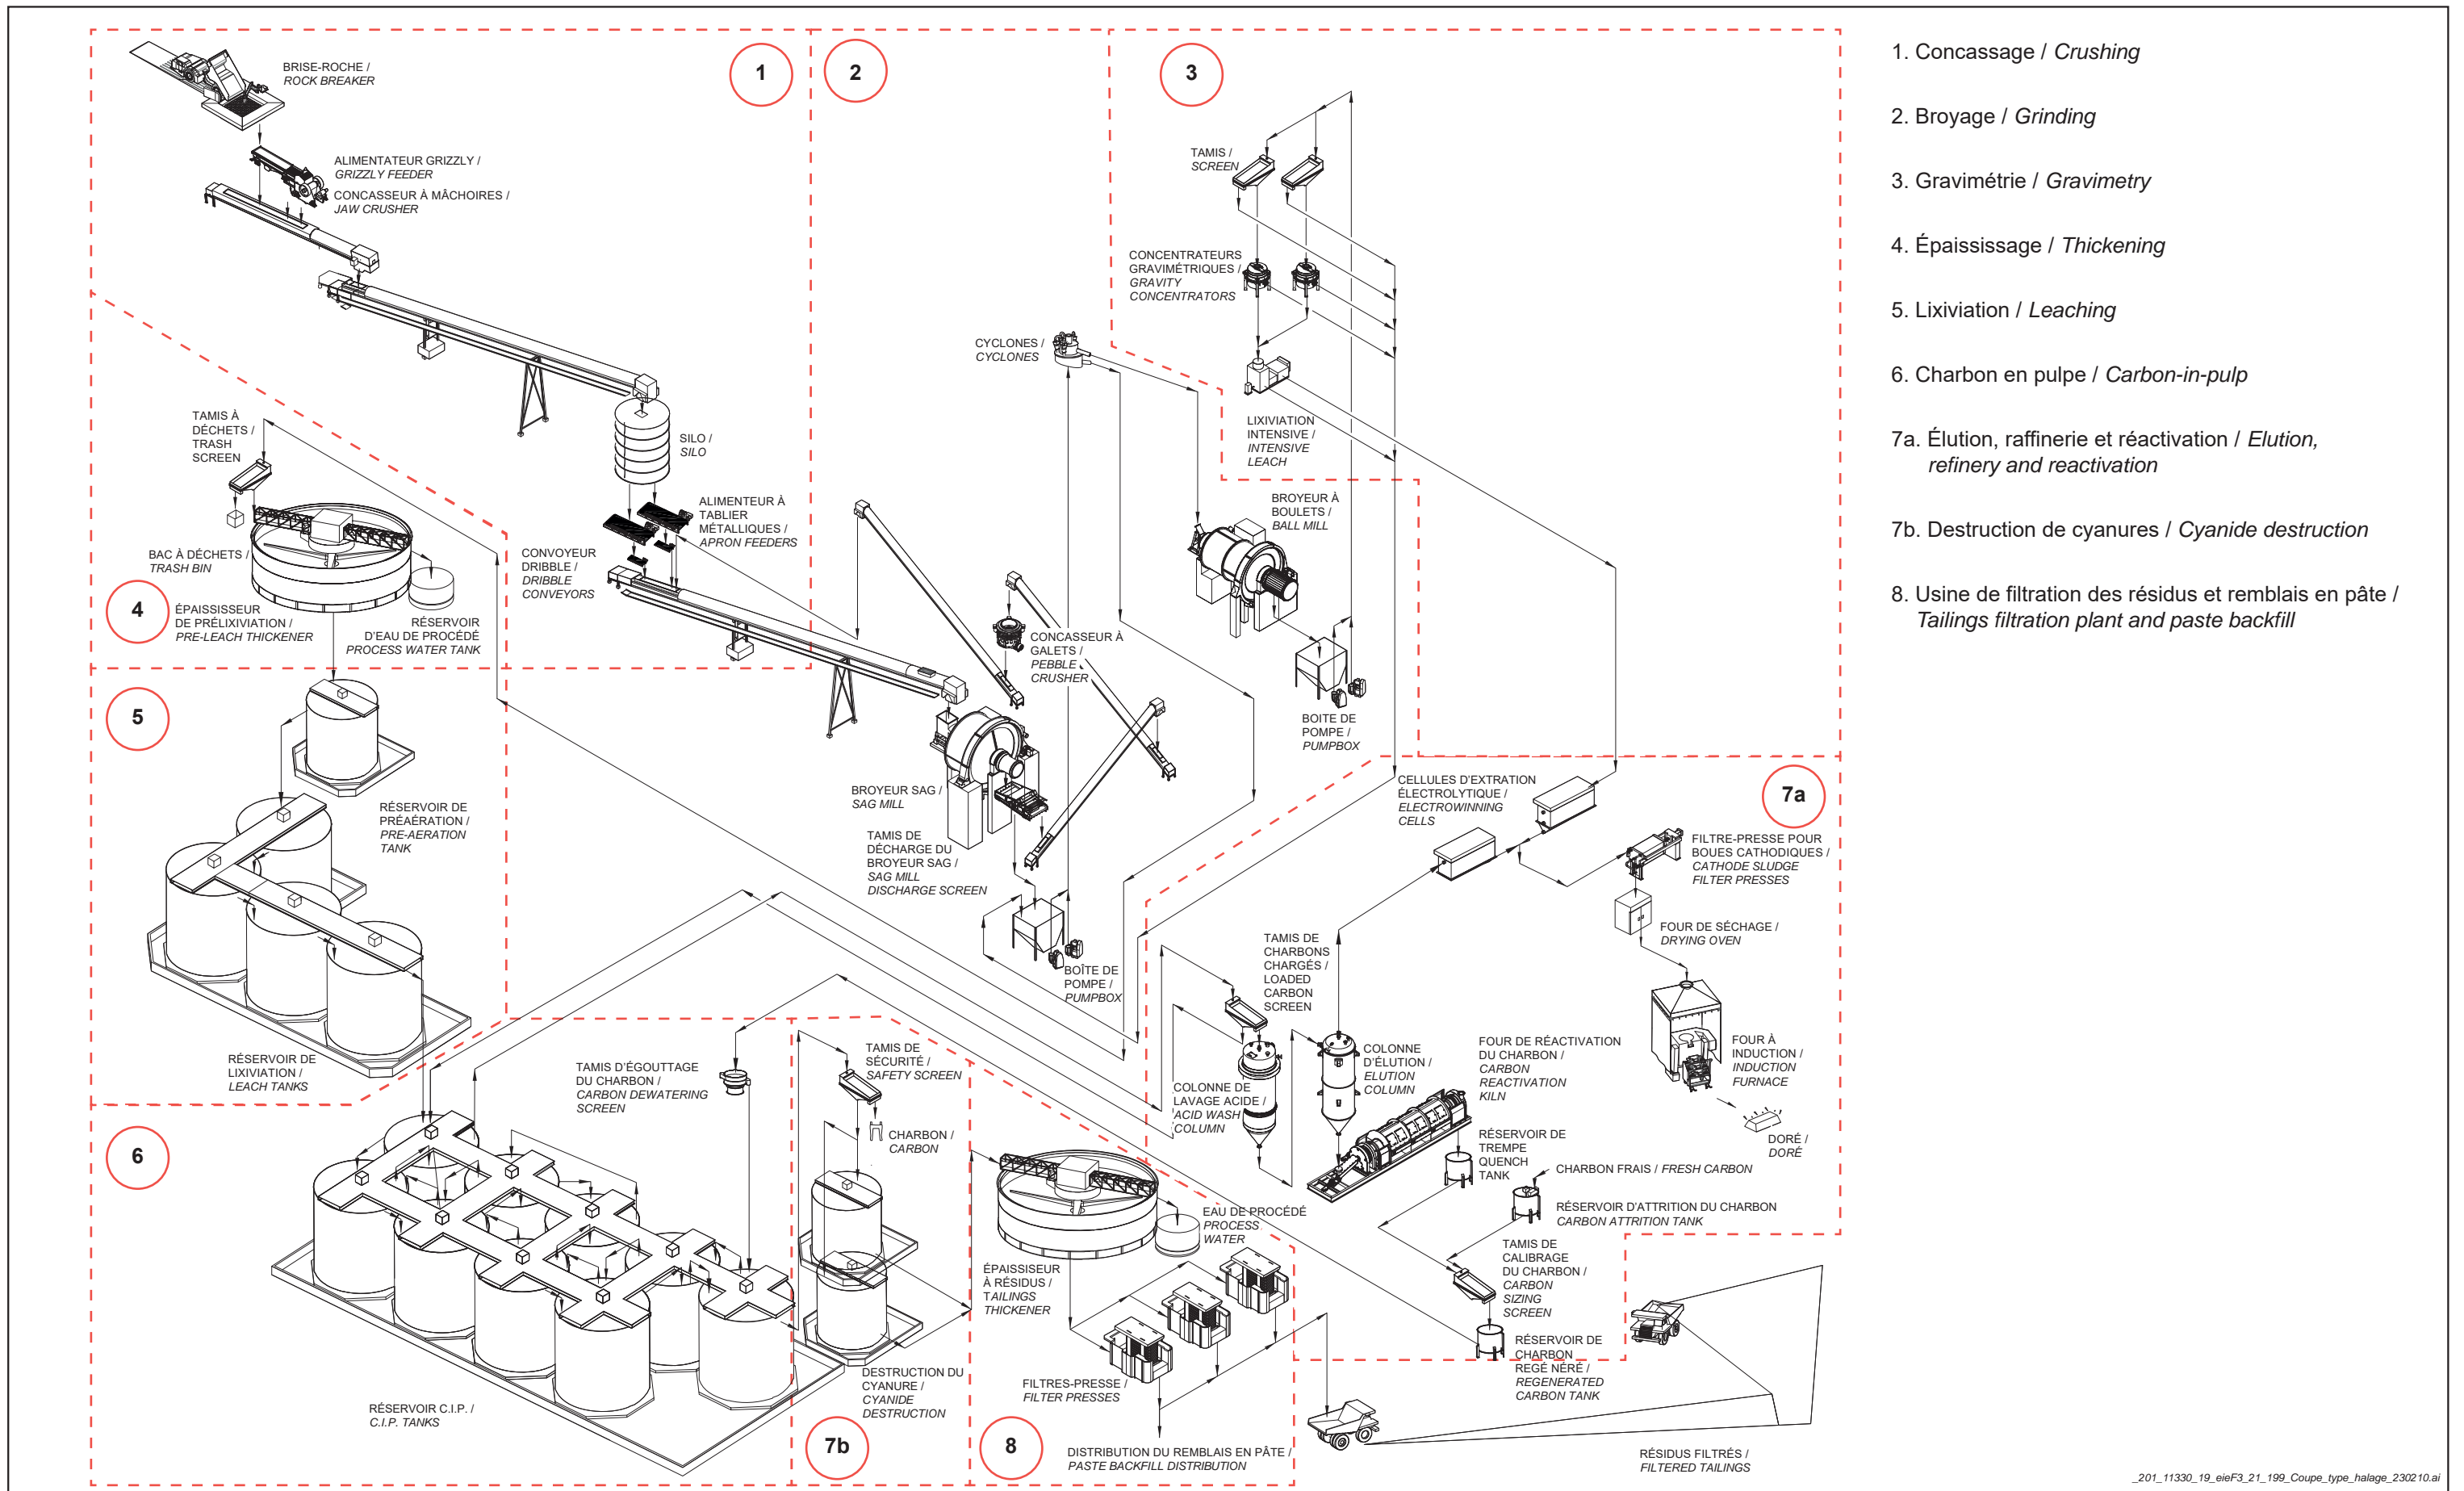 1
2
3
BRISE-ROCHE /
ROCK BREAKER
ALIMENTATEUR GRIZZLY /
GRIZZLY FEEDER
CONCASSEUR À MÂCHOIRES /
JAW CRUSHER
SILO /
SILO
ALIMENTEUR À
TABLIER
MÉTALLIQUES /
APRON FEEDERS
CONVOYEUR
DRIBBLE /
DRIBBLE
CONVEYORS
TAMIS À
DÉCHETS /
TRASH
SCREEN
BAC À DÉCHETS /
TRASH BIN
4
ÉPAISSISSEUR
DE PRÉLIXIVIATION /
PRE-LEACH THICKENER
RÉSERVOIR
D'EAU DE PROCÉDÉ
PROCESS WATER TANK
TAMIS /
SCREEN
CONCENTRATEURS
GRAVIMÉTRIQUES /
GRAVITY
CONCENTRATORS
CYCLONES /
CYCLONES
LIXIVIATION
INTENSIVE /
INTENSIVE
LEACH
BROYEUR À
BOULETS /
BALL MILL
CONCASSEUR À
GALETS /
PEBBLE
CRUSHER
BOITE DE
POMPE /
PUMPBOX
BROYEUR SAG /
SAG MILL
TAMIS DE
DÉCHARGE DU
BROYEUR SAG /
SAG MILL
DISCHARGE SCREEN
BOÎTE DE
POMPE /
PUMPBOX
5
RÉSERVOIR DE
PRÉAÉRATION /
PRE-AERATION
TANK
RÉSERVOIR DE
LIXIVIATION /
LEACH TANKS
7a
CELLULES D'EXTRATION
ÉLECTROLYTIQUE /
ELECTROWINNING
CELLS
FILTRE-PRESSE POUR
BOUES CATHODIQUES /
CATHODE SLUDGE
FILTER PRESSES
FOUR DE SÉCHAGE /
DRYING OVEN
TAMIS DE
CHARBONS
CHARGÉS /
LOADED
CARBON
SCREEN
COLONNE
D'ÉLUTION /
ELUTION
COLUMN
COLONNE DE
LAVAGE ACIDE /
ACID WASH
COLUMN
FOUR DE RÉACTIVATION
DU CHARBON /
CARBON
REACTIVATION
KILN
FOUR À
INDUCTION /
INDUCTION
FURNACE
DORÉ /
DORÉ
RÉSERVOIR DE
TREMPE
QUENCH
TANK
CHARBON FRAIS / FRESH CARBON
RÉSERVOIR D'ATTRITION DU CHARBON
CARBON ATTRITION TANK
TAMIS DE
CALIBRAGE
DU CHARBON /
CARBON
SIZING
SCREEN
RÉSERVOIR DE
CHARBON
REGÉ NÉRÉ /
REGENERATED
CARBON TANK
6
TAMIS D'ÉGOUTTAGE
DU CHARBON /
CARBON DEWATERING
SCREEN
RÉSERVOIR C.I.P. /
C.I.P. TANKS
TAMIS DE
SÉCURITÉ /
SAFETY SCREEN
CHARBON /
CARBON
DESTRUCTION DU
CYANURE /
CYANIDE
DESTRUCTION
7b
EAU DE PROCÉDÉ
PROCESS
WATER
ÉPAISSISEUR
À RÉSIDUS /
TAILINGS
THICKENER
FILTRES-PRESSE /
FILTER PRESSES
8
DISTRIBUTION DU REMBLAIS EN PÂTE /
PASTE BACKFILL DISTRIBUTION
RÉSIDUS FILTRÉS /
FILTERED TAILINGS
1. Concassage / Crushing
2. Broyage / Grinding
3. Gravimétrie / Gravimetry
4. Épaississage / Thickening
5. Lixiviation / Leaching
6. Charbon en pulpe / Carbon-in-pulp
7a. Élution, raffinerie et réactivation / Elution,
refinery and reactivation
7b. Destruction de cyanures / Cyanide destruction
8. Usine de filtration des résidus et remblais en pâte /
Tailings filtration plant and paste backfill
_201_11330_19_eieF3_21_199_Coupe_type_halage_230210.ai